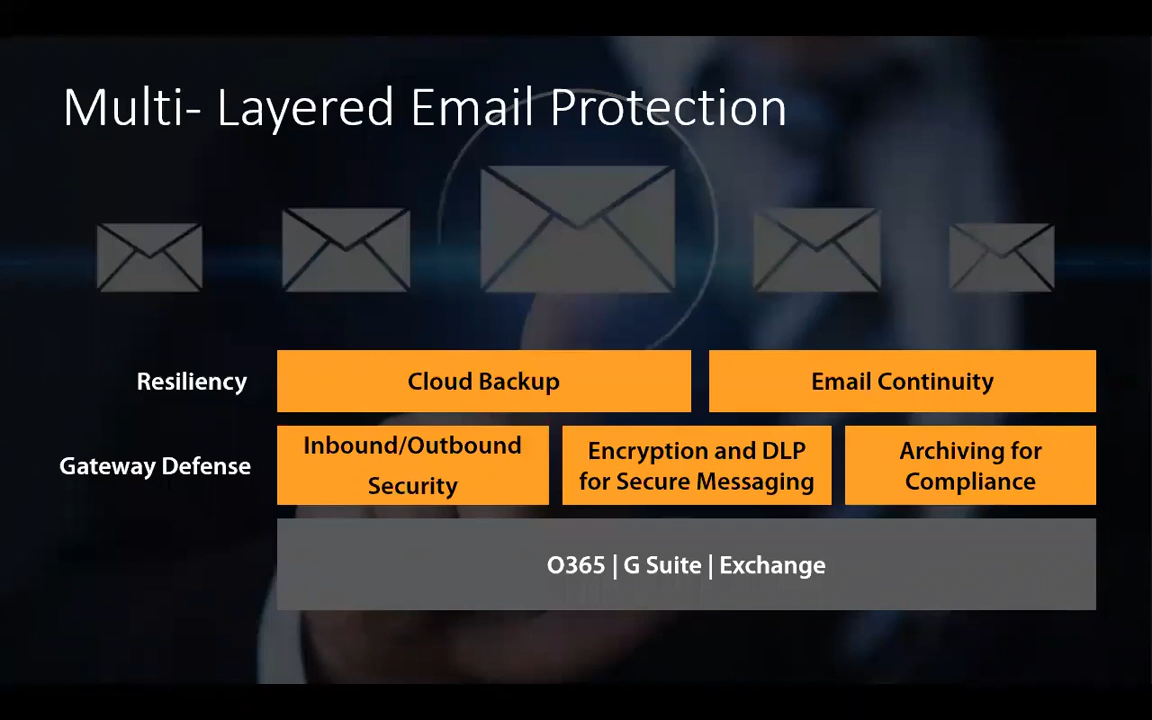 Multi- Layered Email Protection
Resiliency
Cloud Backup
Email Continuity
Gateway Defense
Inbound/Outbound
Security
Encryption and DLP
for Secure Messaging
Archiving for
Compliance
O365 | G Suite | Exchange